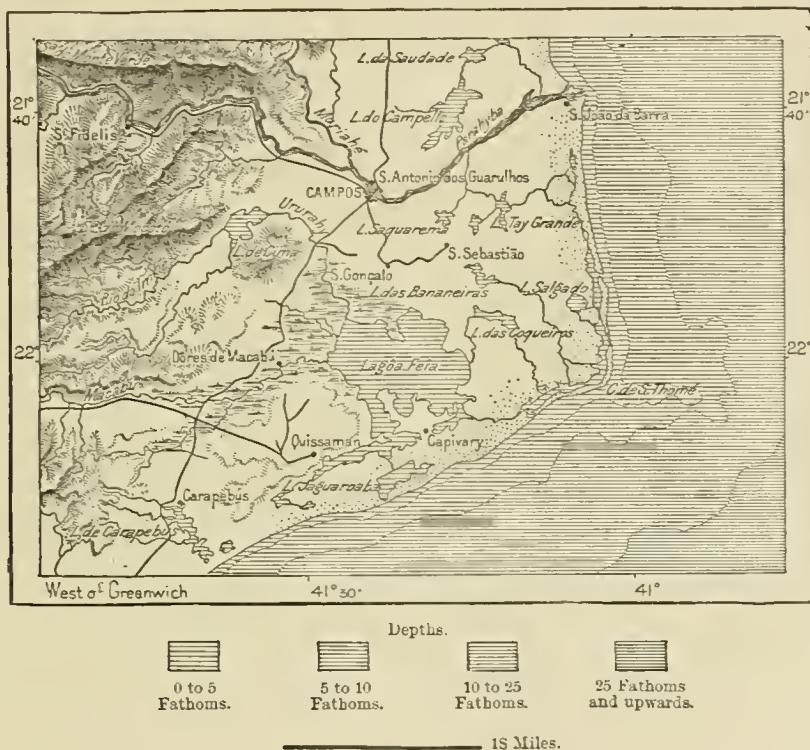 L. da Saudade
21°
40'
21°
40'
S. Fidelis
Moriahé
L. do Campello
Parahyba
S. João da Barra
S. Antonio dos Guarulhos
CAMPOS
Ururahy
L. Saquarema
Tay Grande
L. de Cima
S. Sebastião
S. Gonçalo
L. das Bananeiras
L. Salgado
22°
Dores de Macabú
L. das Coqueiros
22°
Lagôa Feia
Macabú
C. de S. Thomé
Quissaman
Capivary
L. Jaguaroaba
Carapebus
L. de Carapebus
West of Greenwich
41° 30'
41°
Depths.
0 to 5
Fathoms.
5 to 10
Fathoms.
10 to 25
Fathoms.
25 Fathoms
and upwards.
18 Miles.